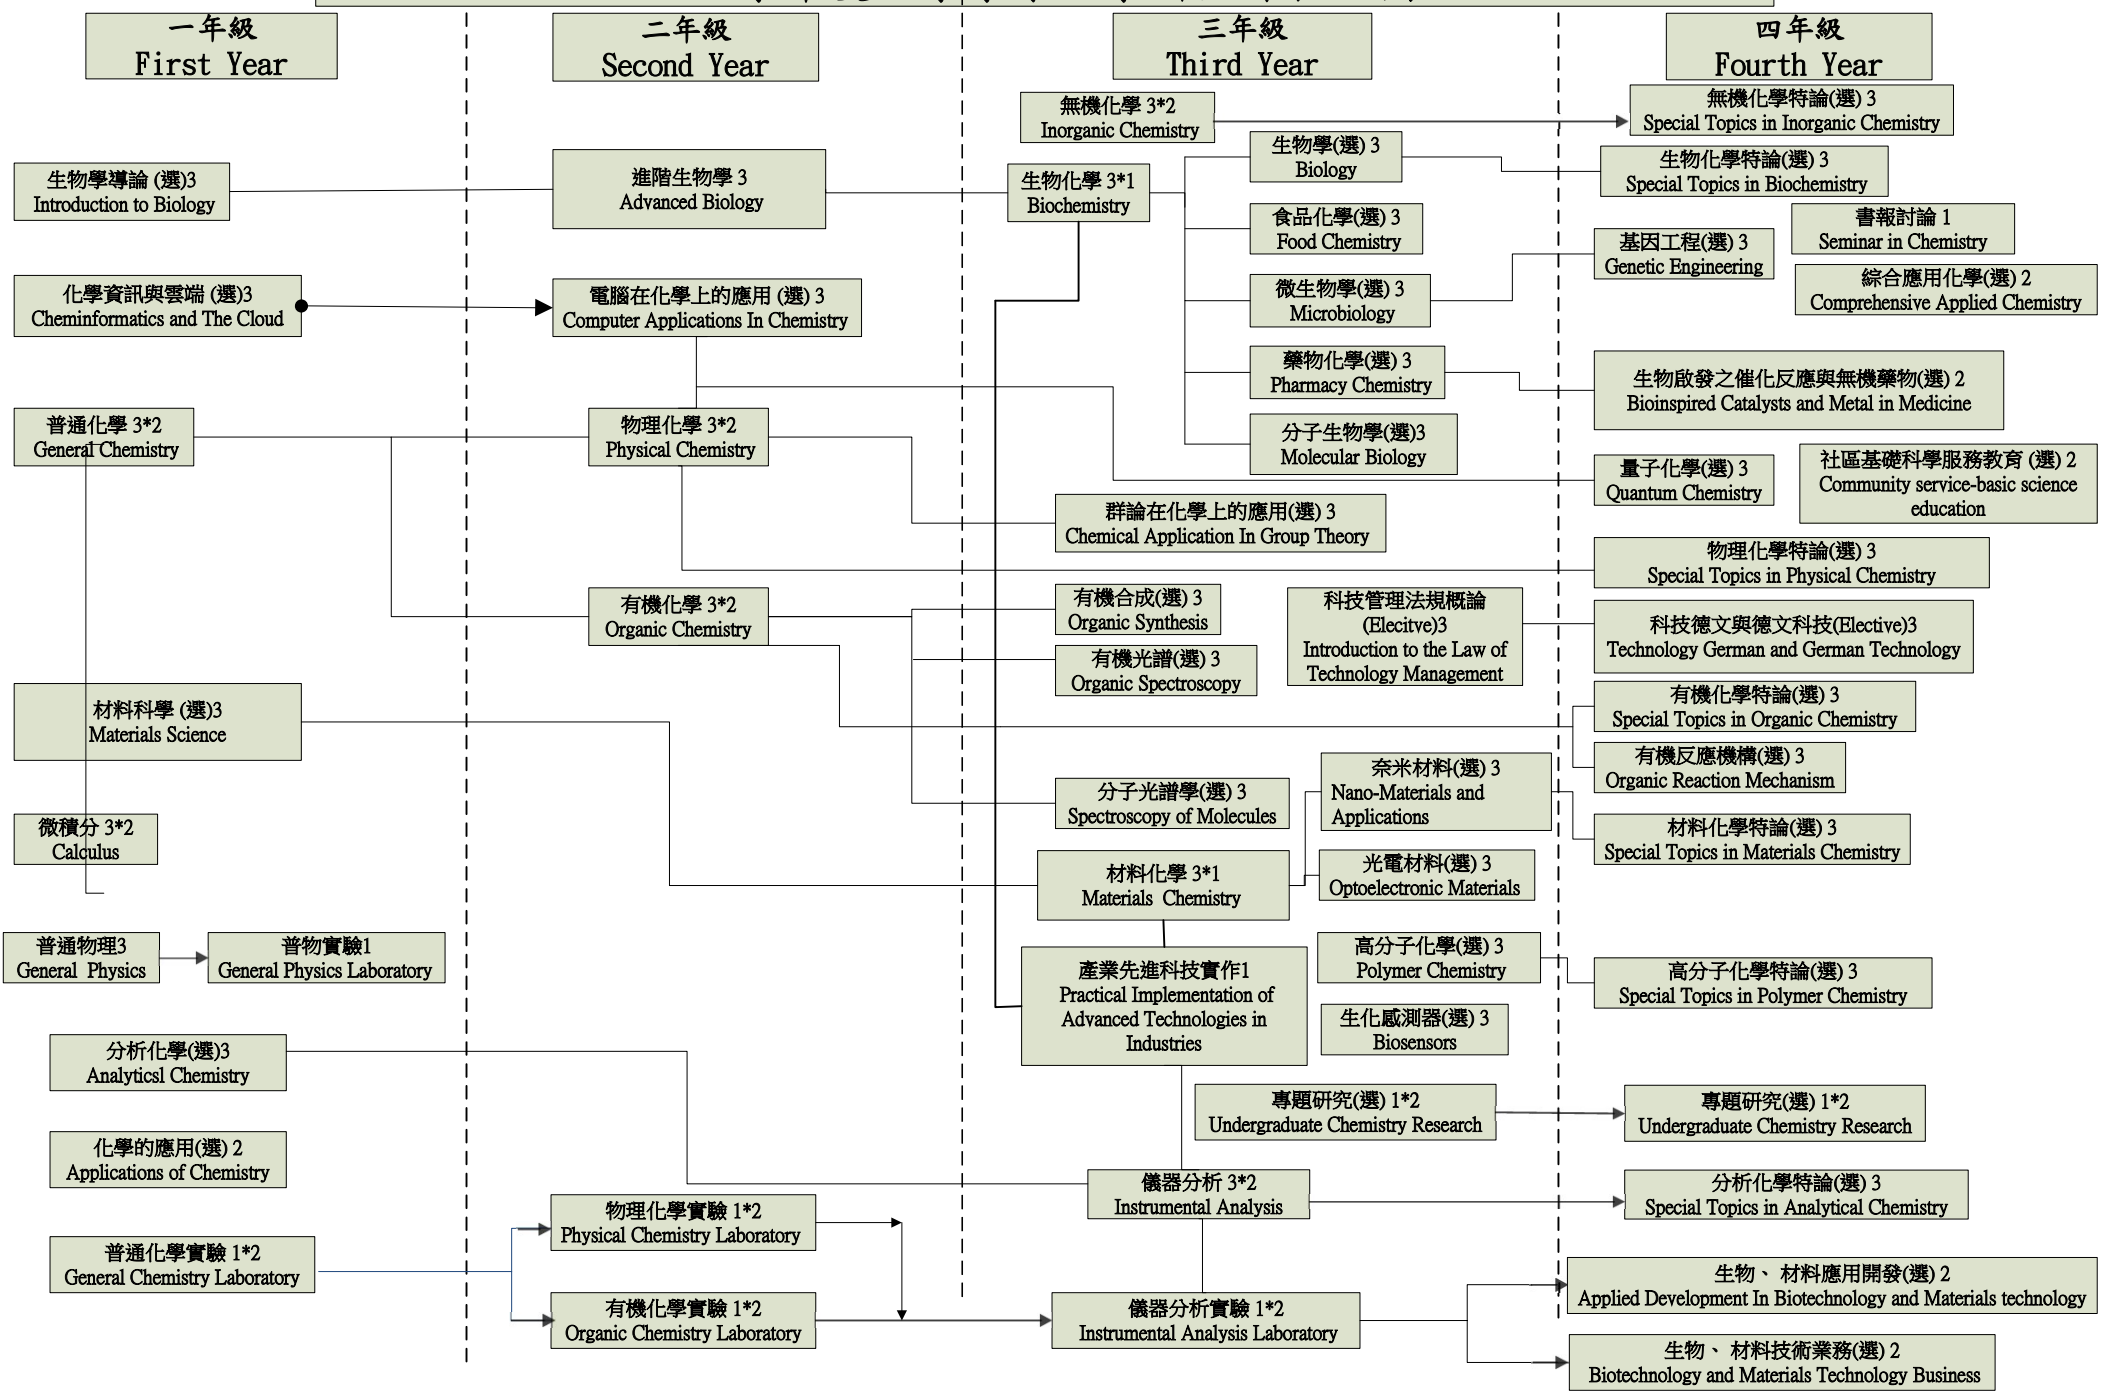 一年級
First Year
二年級
Second Year
三年級
Third Year
四年級
Fourth Year
生物學導論 (選)3
Introduction to Biology
化學資訊與雲端 (選)3
Cheminformatics and The Cloud
普通化學 3*2
General Chemistry
材料科學 (選)3
Materials Science
微積分 3*2
Calculus
普通物理3
General Physics
普物實驗1
General Physics Laboratory
分析化學(選)3
Analyticsl Chemistry
化學的應用(選) 2
Applications of Chemistry
普通化學實驗 1*2
General Chemistry Laboratory
進階生物學 3
Advanced Biology
電腦在化學上的應用 (選) 3
Computer Applications In Chemistry
物理化學 3*2
Physical Chemistry
有機化學 3*2
Organic Chemistry
物理化學實驗 1*2
Physical Chemistry Laboratory
有機化學實驗 1*2
Organic Chemistry Laboratory
無機化學 3*2
Inorganic Chemistry
生物化學 3*1
Biochemistry
生物學(選) 3
Biology
食品化學(選) 3
Food Chemistry
微生物學(選) 3
Microbiology
藥物化學(選) 3
Pharmacy Chemistry
分子生物學(選)3
Molecular Biology
群論在化學上的應用(選) 3
Chemical Application In Group Theory
有機合成(選) 3
Organic Synthesis
有機光譜(選) 3
Organic Spectroscopy
科技管理法規概論
(Elecitve)3
Introduction to the Law of
Technology Management
分子光譜學(選) 3
Spectroscopy of Molecules
奈米材料(選) 3
Nano-Materials and
Applications
材料化學 3*1
Materials Chemistry
光電材料(選) 3
Optoelectronic Materials
產業先進科技實作1
Practical Implementation of
Advanced Technologies in
Industries
高分子化學(選) 3
Polymer Chemistry
生化感測器(選) 3
Biosensors
專題研究(選) 1*2
Undergraduate Chemistry Research
儀器分析 3*2
Instrumental Analysis
儀器分析實驗 1*2
Instrumental Analysis Laboratory
無機化學特論(選) 3
Special Topics in Inorganic Chemistry
生物化學特論(選) 3
Special Topics in Biochemistry
書報討論 1
Seminar in Chemistry
基因工程(選) 3
Genetic Engineering
綜合應用化學(選) 2
Comprehensive Applied Chemistry
生物啟發之催化反應與無機藥物(選) 2
Bioinspired Catalysts and Metal in Medicine
量子化學(選) 3
Quantum Chemistry
社區基礎科學服務教育 (選) 2
Community service-basic science
education
物理化學特論(選) 3
Special Topics in Physical Chemistry
科技德文與德文科技(Elective)3
Technology German and German Technology
有機化學特論(選) 3
Special Topics in Organic Chemistry
有機反應機構(選) 3
Organic Reaction Mechanism
材料化學特論(選) 3
Special Topics in Materials Chemistry
高分子化學特論(選) 3
Special Topics in Polymer Chemistry
專題研究(選) 1*2
Undergraduate Chemistry Research
分析化學特論(選) 3
Special Topics in Analytical Chemistry
生物、 材料應用開發(選) 2
Applied Development In Biotechnology and Materials technology
生物、 材料技術業務(選) 2
Biotechnology and Materials Technology Business